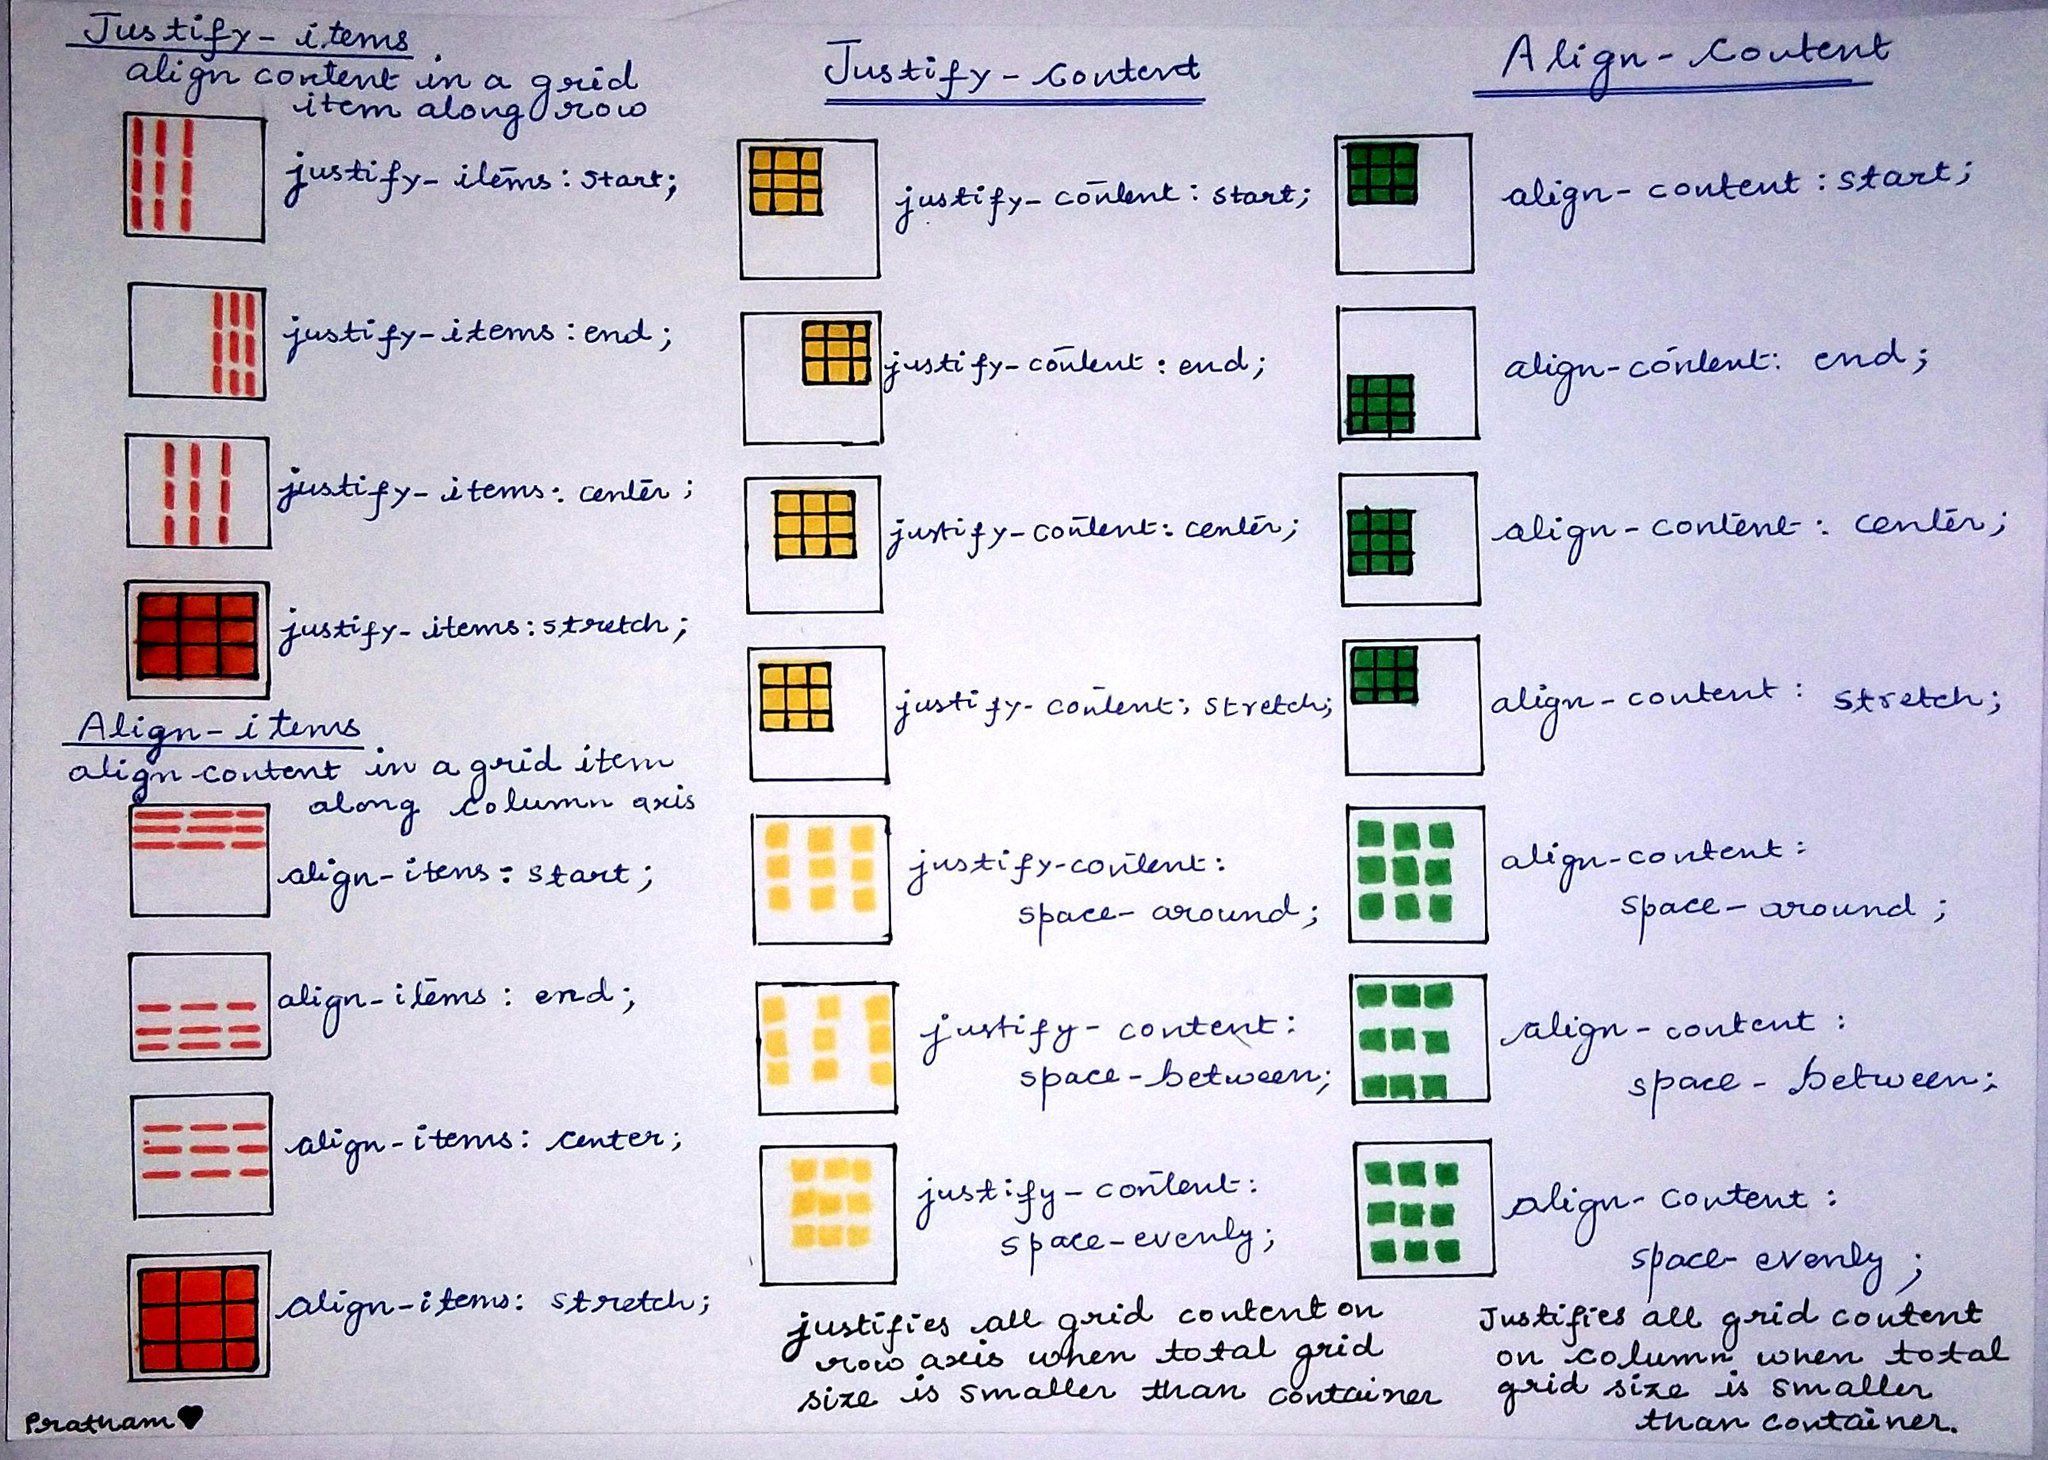 Justify-items
align content in a grid
item along row
justify-items: start;
justify-items: end;
justify-items: center;
justify-items: stretch;
Align-items
align content in a grid item
along column axis
align-itens: start;
align-items: end;
align-items: center;
align-items: stretch;
Pratham
Justify-content
justify-content: start;
justify-content: end;
justify-content: center;
justify-content: stretch;
justify-content:
space-around;
justify-content:
space-between;
justify-content:
space-evenly;
justifies all grid content on
row axis when total grid
size is smaller than container
Align-Content
align-content: start;
align-content: end;
align-content: center;
align-content: stretch;
align-content:
space-around;
align-content:
space-between;
align-content:
space-evenly;
Justifies all grid content
on column when total
grid size is smaller
than container.